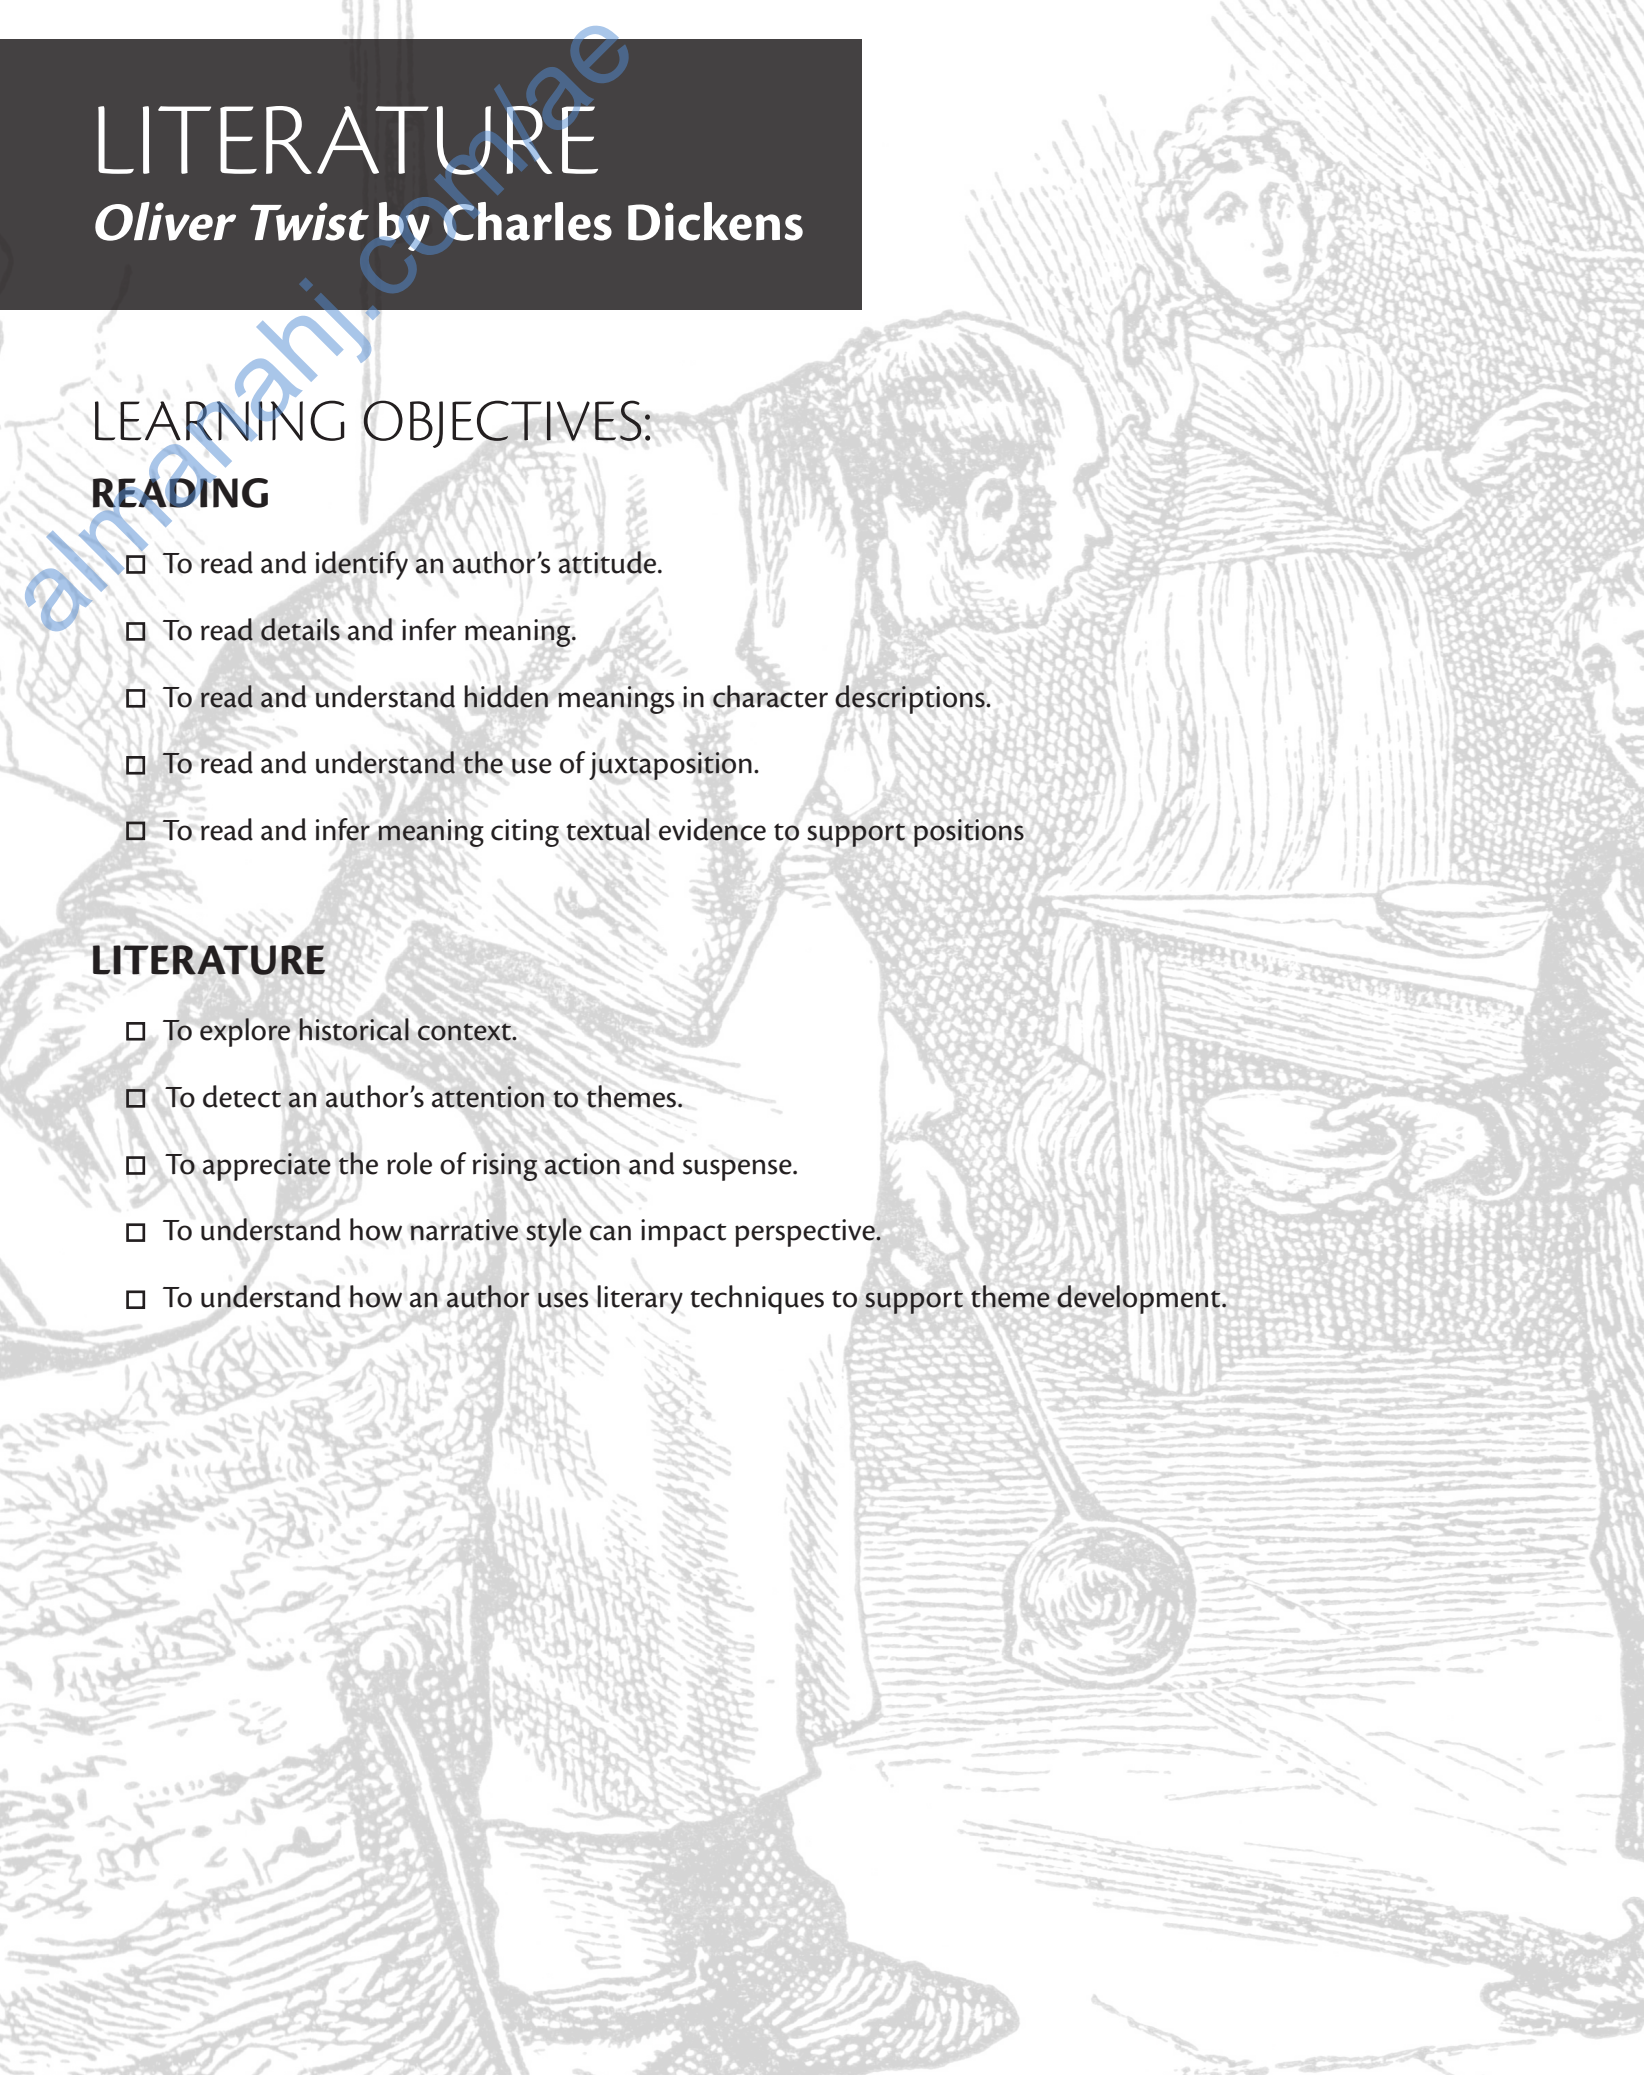 LITERATURE
Oliver Twist by Charles Dickens
LEARNING OBJECTIVES:
READING
To read and identify an author’s attitude.
To read details and infer meaning.
To read and understand hidden meanings in character descriptions.
To read and understand the use of juxtaposition.
To read and infer meaning citing textual evidence to support positions
LITERATURE
To explore historical context.
To detect an author’s attention to themes.
To appreciate the role of rising action and suspense.
To understand how narrative style can impact perspective.
To understand how an author uses literary techniques to support theme development.
almanahj.com/ae